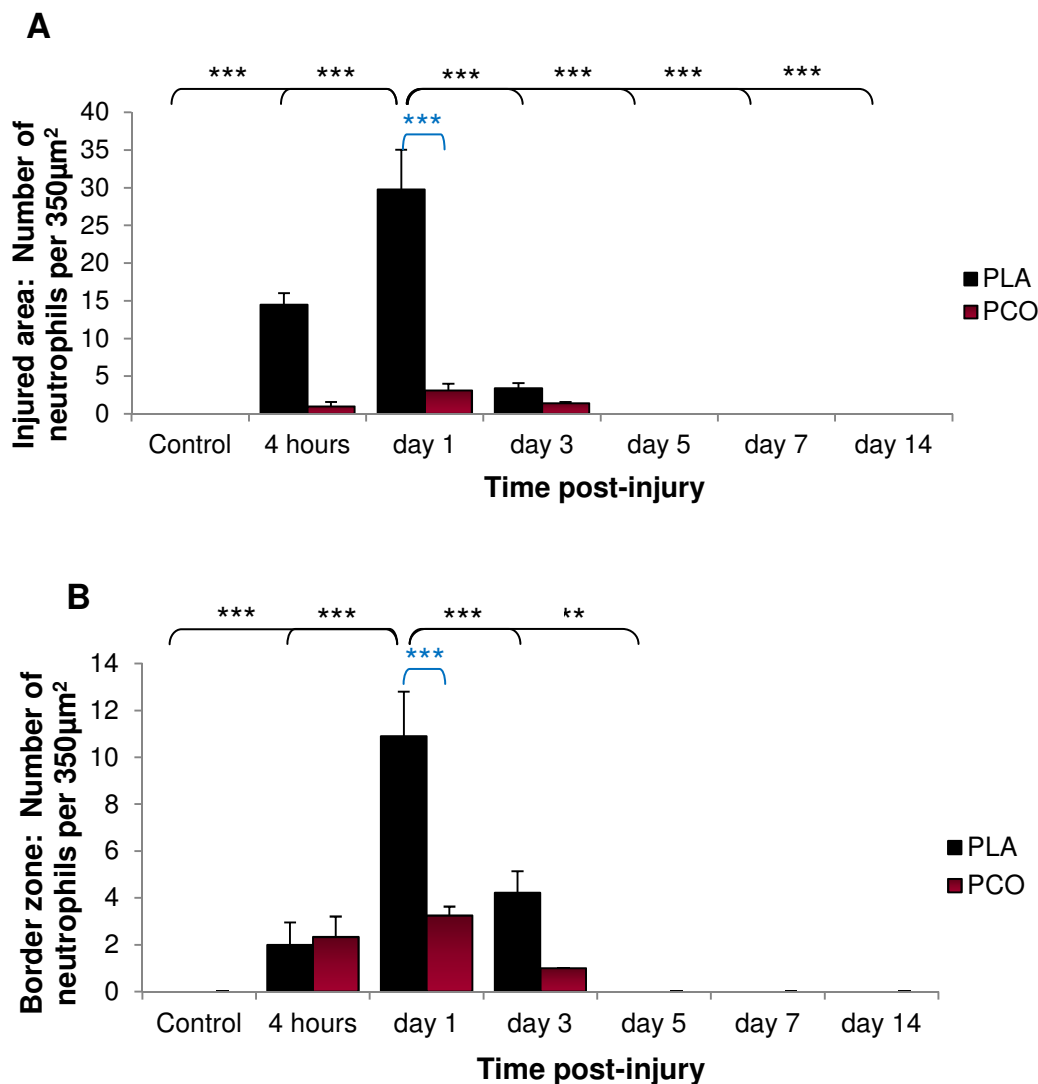 A
*** *** *** *** *** ***
***
Injured area: Number of
neutrophils per 350µm²
40
35
30
25
20
15
10
5
0
PLA
PCO
Control 4 hours day 1 day 3 day 5 day 7 day 14
Time post-injury
B
*** *** *** **
***
Border zone: Number of
neutrophils per 350µm²
14
12
10
8
6
4
2
0
PLA
PCO
Control 4 hours day 1 day 3 day 5 day 7 day 14
Time post-injury